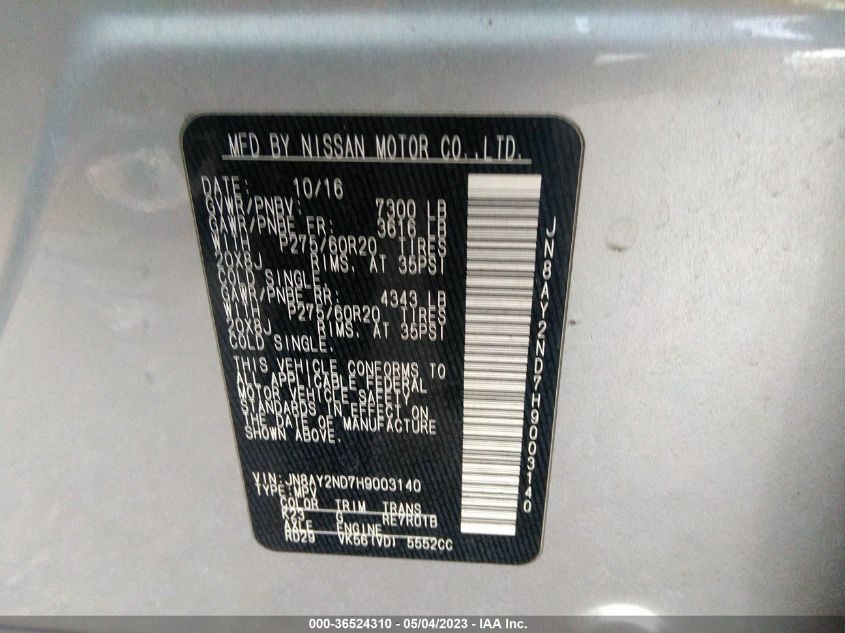 MFD BY NISSAN MOTOR CO.,LTD.
DATE: 10/16
GVWR/PNBV: 7300 LB
GAWR/PNBE FR: 3616 LB
WITH P275/60R20 TIRES
20X8J RIMS, AT 35PSI
COLD SINGLE.
GAWR/PNBE RR: 4343 LB
WITH P275/60R20 TIRES
20X8J RIMS, AT 35PSI
COLD SINGLE.
THIS VEHICLE CONFORMS TO
ALL APPLICABLE FEDERAL
MOTOR VEHICLE SAFETY
STANDARDS IN EFFECT ON
THE DATE OF MANUFACTURE
SHOWN ABOVE.
VIN:JN8AY2ND7H9003140
TYPE:MPV
COLOR TRIM TRANS
K23 G RE7R01B
AXLE ENGINE
RD29 VK56(VD) 5552CC
JN8AY2ND7H9003140
000-36524310 - 05/04/2023 - IAA Inc.